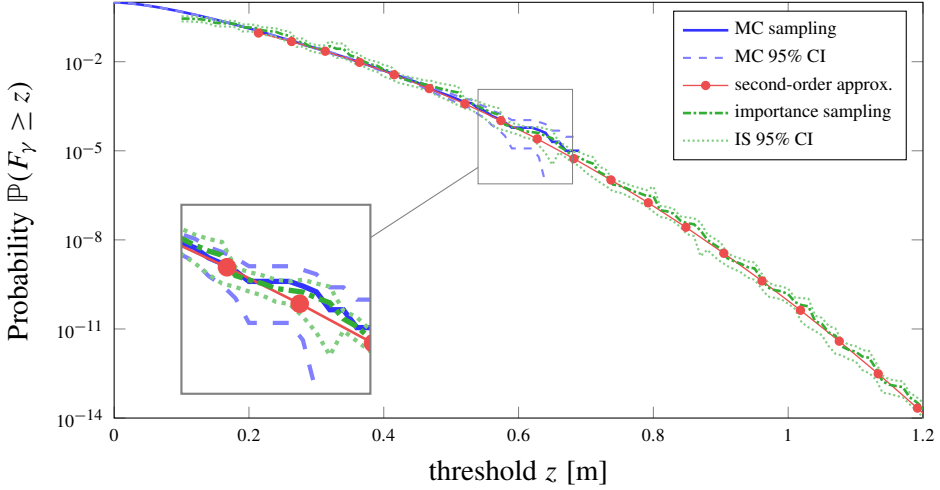 MC sampling
MC 95% CI
second-order approx.
importance sampling
IS 95% CI
Probability ℙ(F_γ ≥ z)
10^−2
10^−5
10^−8
10^−11
10^−14
0
0.2
0.4
0.6
0.8
1
1.2
threshold z [m]